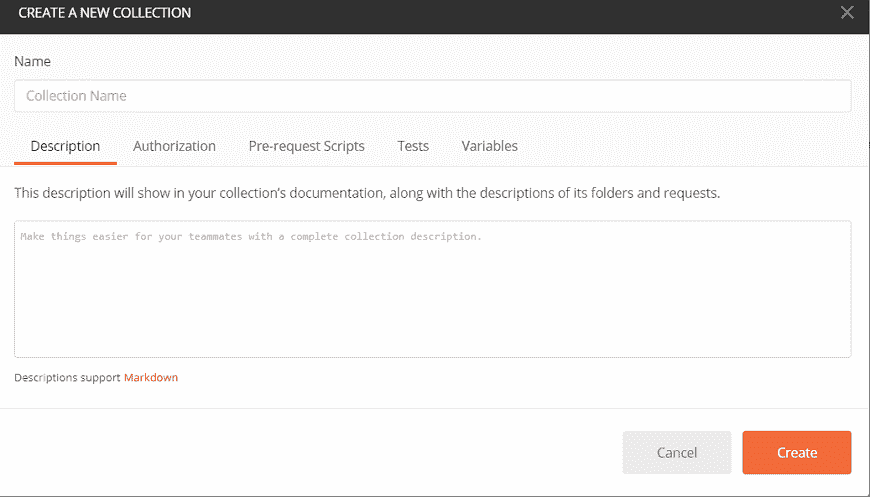 CREATE A NEW COLLECTION
Name
Collection Name
Description Authorization Pre-request Scripts Tests Variables
This description will show in your collection's documentation, along with the descriptions of its folders and requests.
Make things easier for your teammates with a complete collection description.
Descriptions support Markdown
Cancel Create